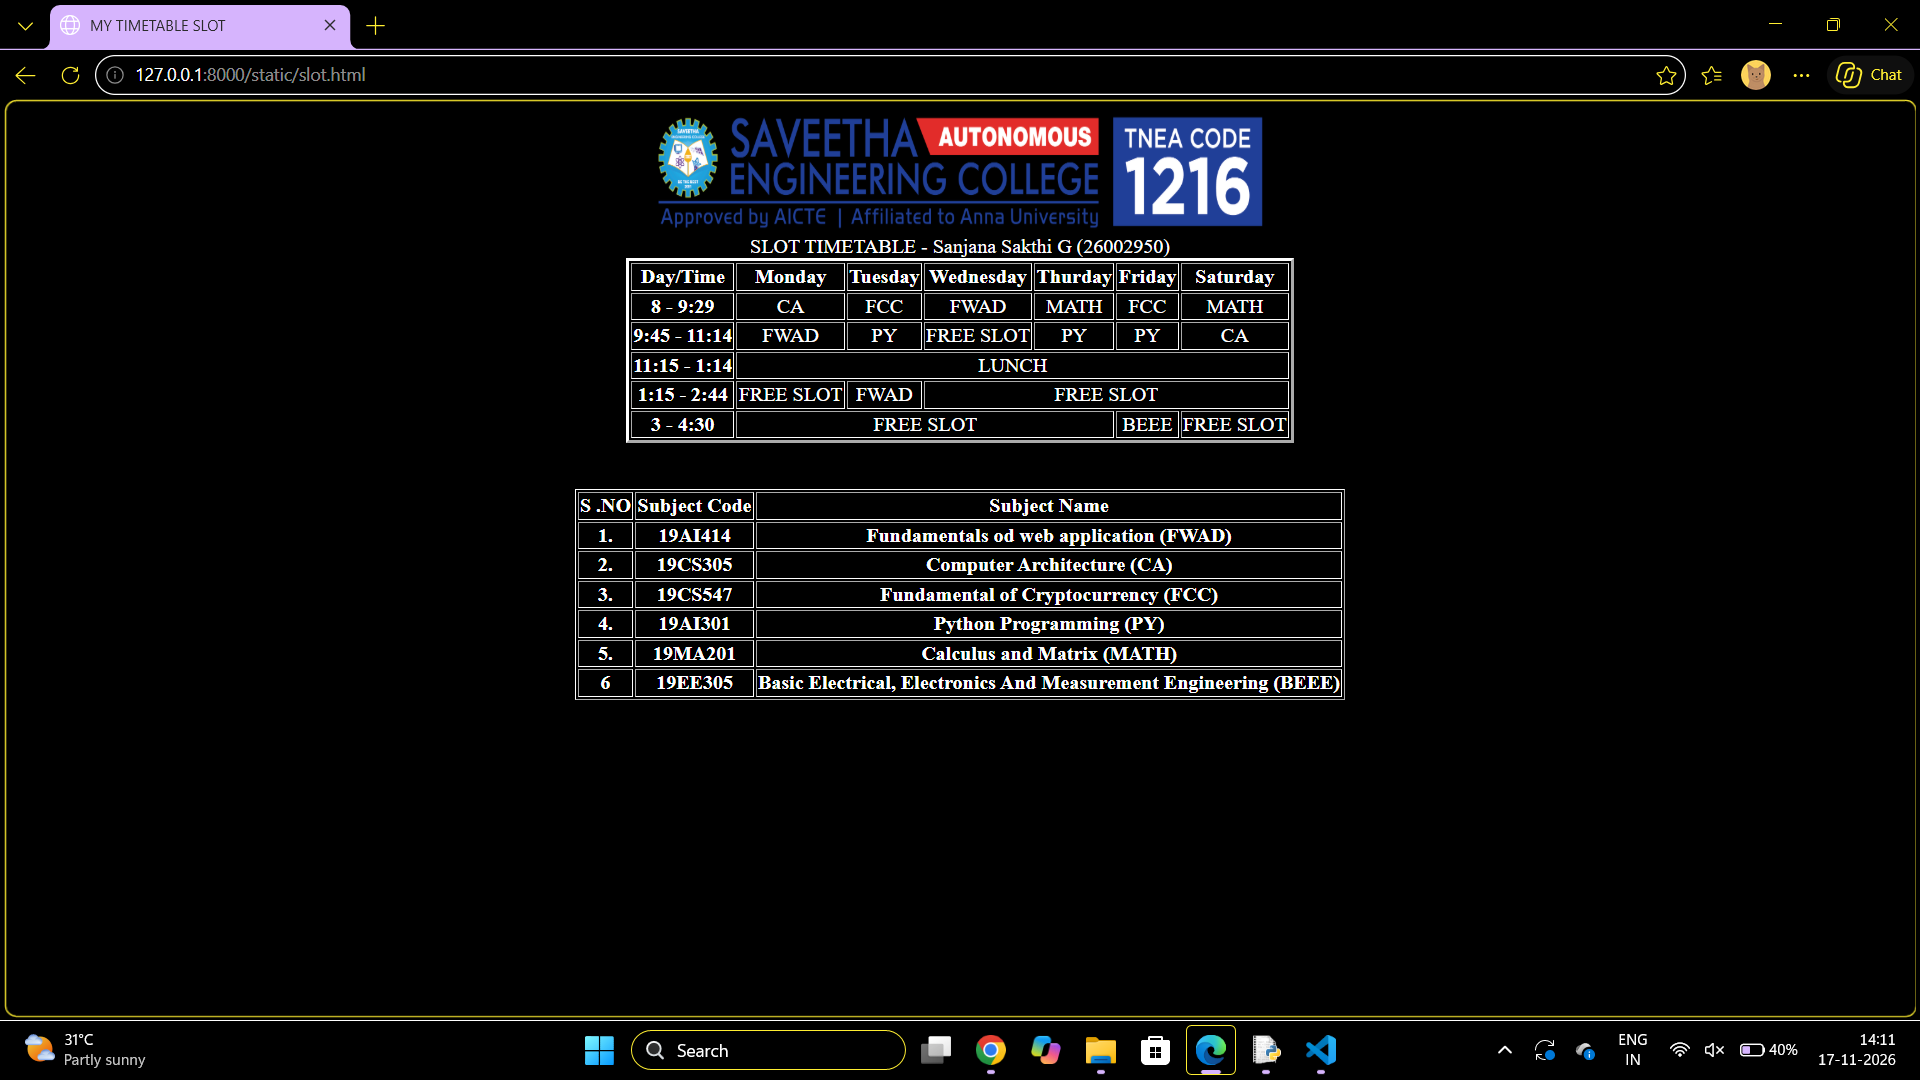 MY TIMETABLE SLOT
127.0.0.1:8000/static/slot.html
Chat
SAVEETHA AUTONOMOUS
ENGINEERING COLLEGE
Approved by AICTE | Affiliated to Anna University
TNEA CODE
1216
SLOT TIMETABLE - Sanjana Sakthi G (26002950)
Day/Time Monday Tuesday Wednesday Thurday Friday Saturday
8 - 9:29 CA FCC FWAD MATH FCC MATH
9:45 - 11:14 FWAD PY FREE SLOT PY PY CA
11:15 - 1:14 LUNCH
1:15 - 2:44 FREE SLOT FWAD FREE SLOT
3 - 4:30 FREE SLOT BEEE FREE SLOT
S .NO Subject Code Subject Name
1. 19AI414 Fundamentals od web application (FWAD)
2. 19CS305 Computer Architecture (CA)
3. 19CS547 Fundamental of Cryptocurrency (FCC)
4. 19AI301 Python Programming (PY)
5. 19MA201 Calculus and Matrix (MATH)
6 19EE305 Basic Electrical, Electronics And Measurement Engineering (BEEE)
31°C
Partly sunny
Search
ENG
IN
40%
14:11
17-11-2026